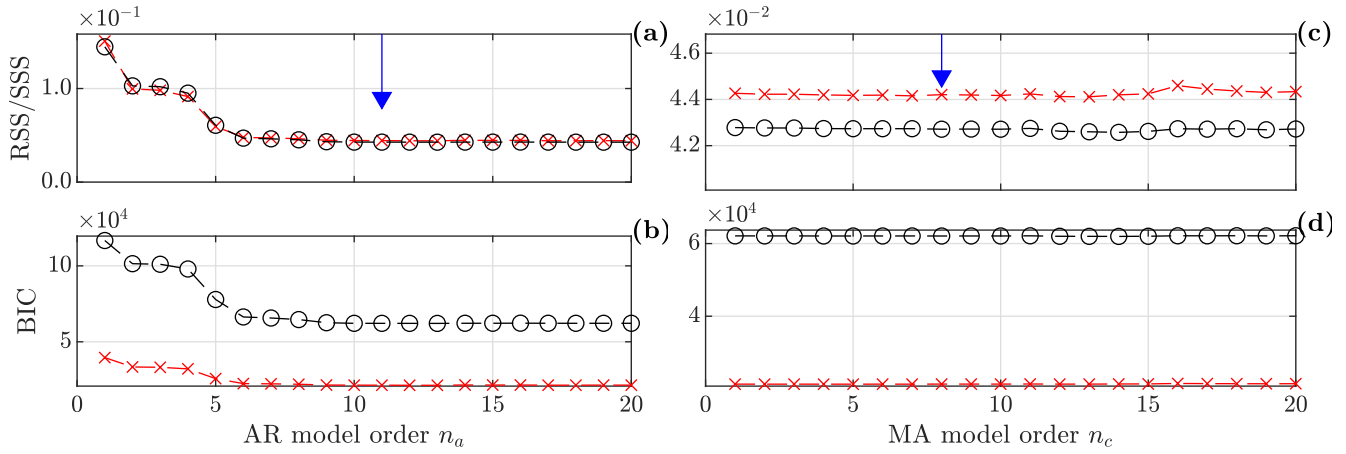 ×10⁻¹
(a)
RSS/SSS
1.0
0.0
×10⁻²
(c)
4.6
4.4
4.2
×10⁴
(b)
BIC
10
5
0 5 10 15 20
AR model order nₐ
×10⁴
(d)
6
4
0 5 10 15 20
MA model order n_c